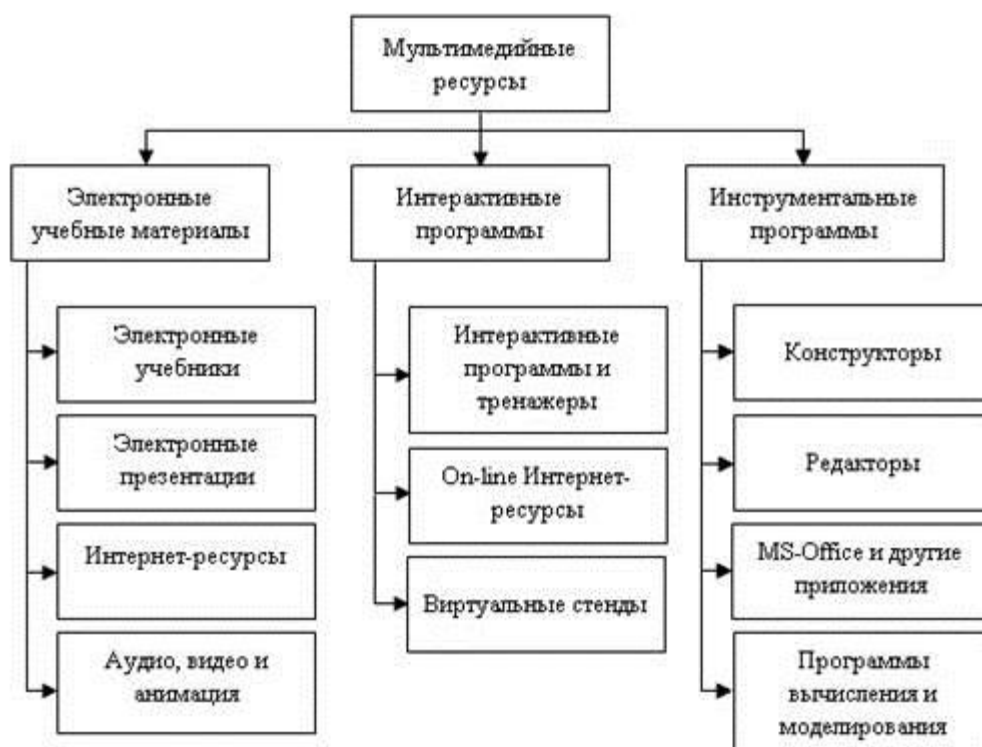 Мультимедийные
ресурсы
Электронные
учебные материалы
Интерактивные
программы
Инструментальные
программы
Электронные
учебники
Электронные
презентации
Интернет-ресурсы
Аудио, видео и
анимация
Интерактивные
программы и
тренажеры
On-line Интернет-
ресурсы
Виртуальные стенды
Конструкторы
Редакторы
MS-Office и другие
приложения
Программы
вычисления и
моделирования